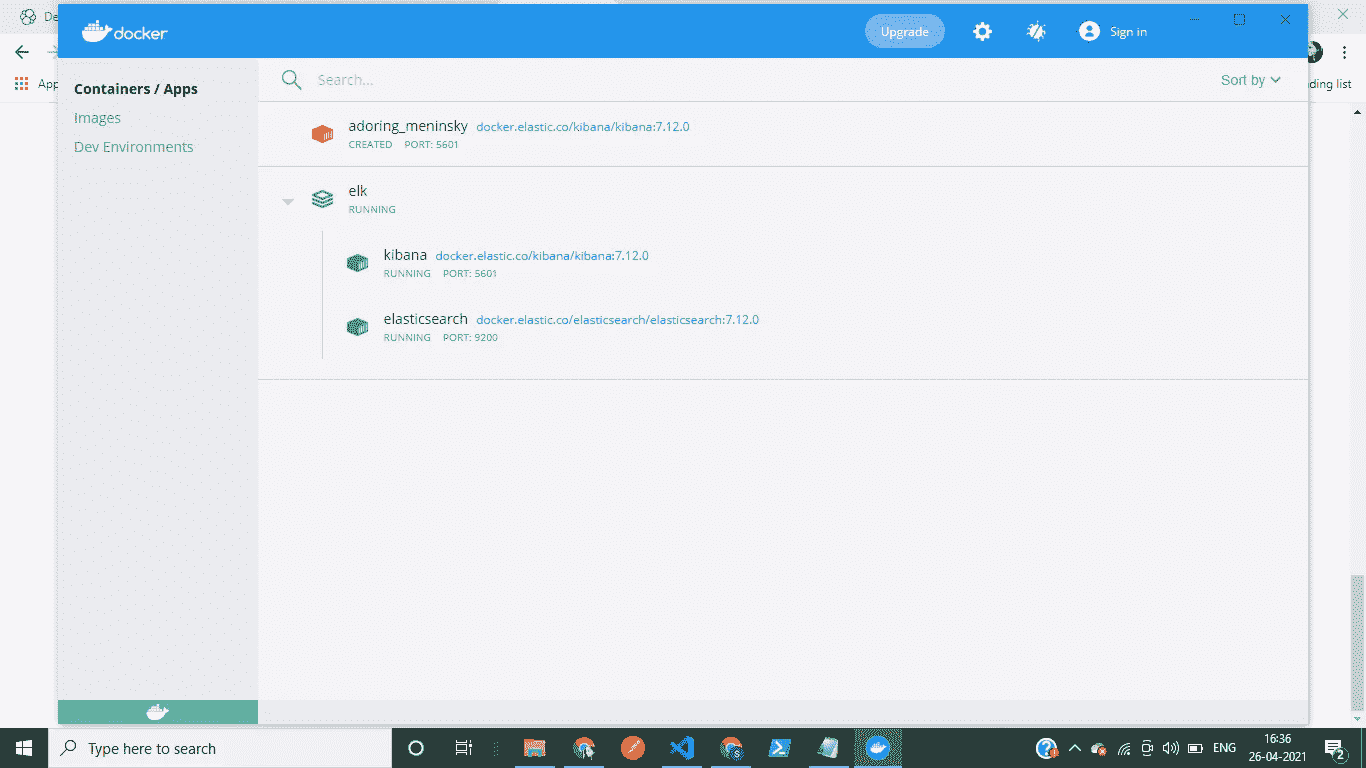 De
docker
Upgrade
Sign in
App
ding list
Containers / Apps
Images
Dev Environments
Search...
Sort by
adoring_meninsky docker.elastic.co/kibana/kibana:7.12.0
CREATED PORT: 5601
elk
RUNNING
kibana docker.elastic.co/kibana/kibana:7.12.0
RUNNING PORT: 5601
elasticsearch docker.elastic.co/elasticsearch/elasticsearch:7.12.0
RUNNING PORT: 9200
Type here to search
ENG
16:36
26-04-2021
2